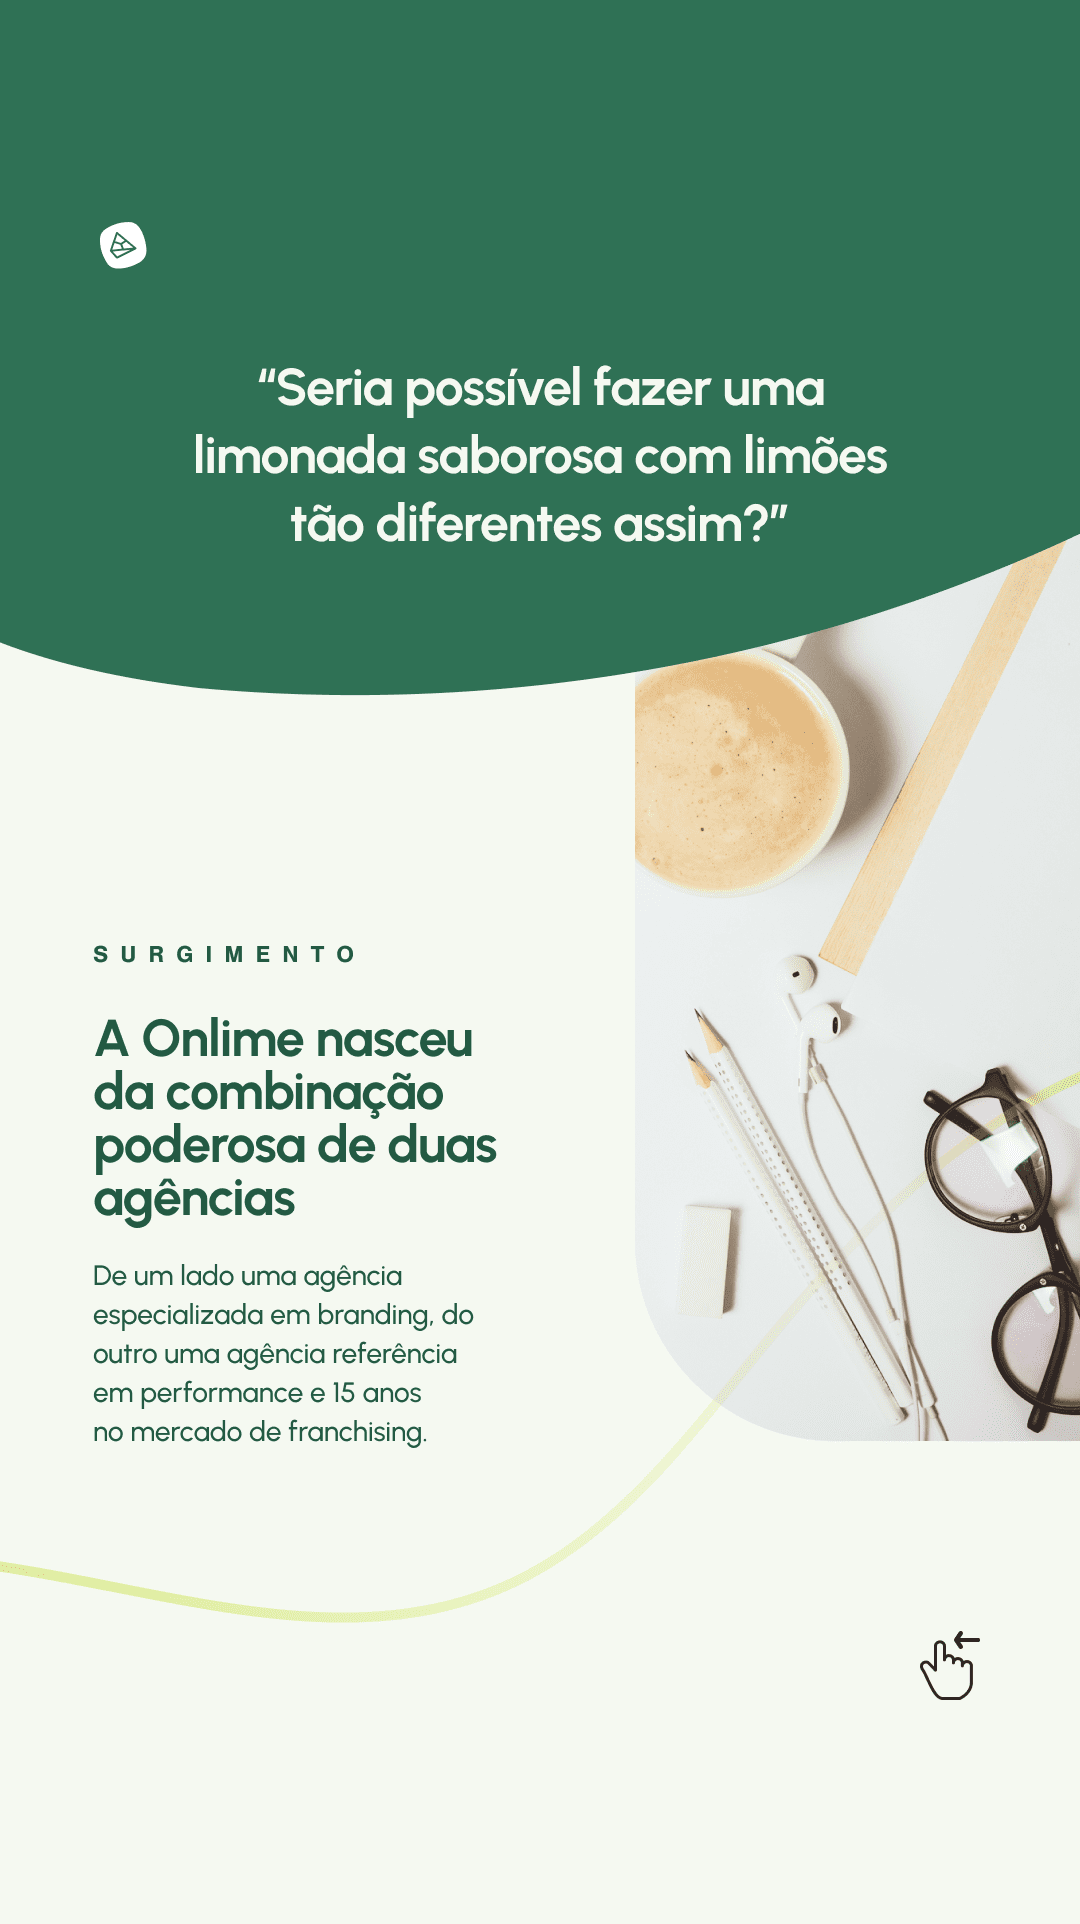 “Seria possível fazer uma
limonada saborosa com limões
tão diferentes assim?”
SURGIMENTO
A Onlime nasceu
da combinação
poderosa de duas
agências
De um lado uma agência
especializada em branding, do
outro uma agência referência
em performance e 15 anos
no mercado de franchising.